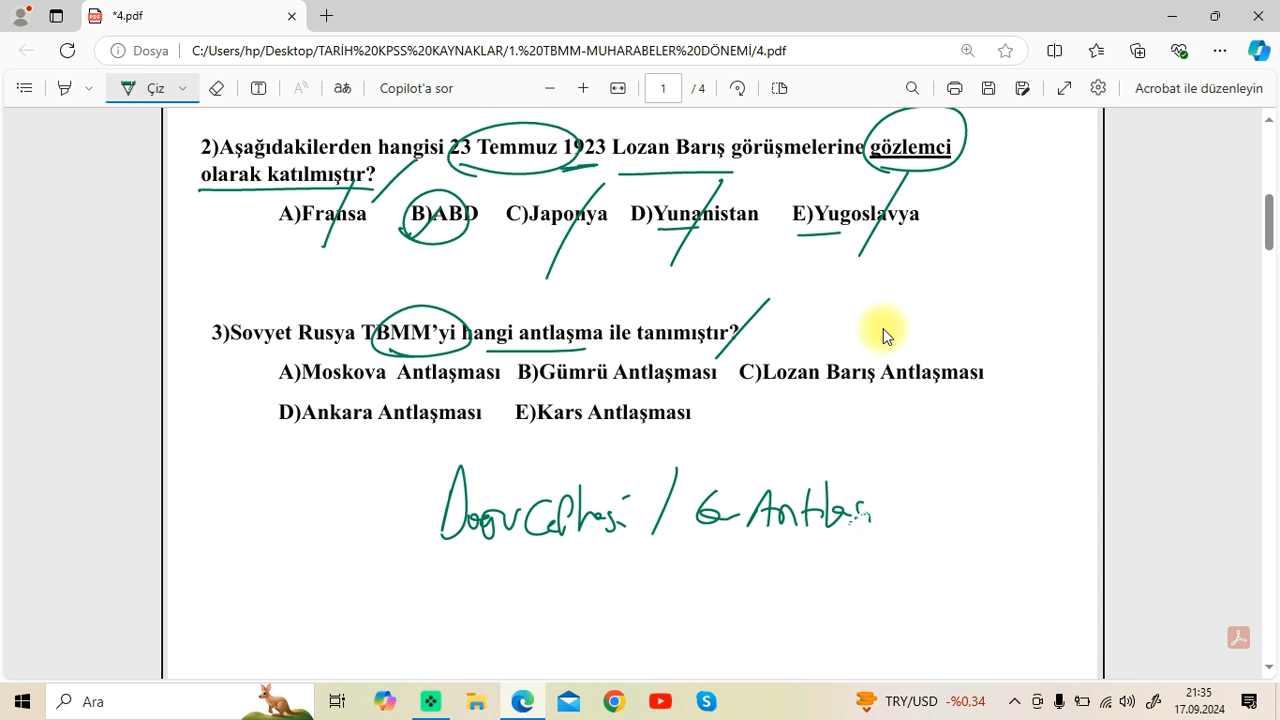 *4.pdf
Dosya C:/Users/hp/Desktop/TARİH%20KPSS%20KAYNAKLAR/1.%20TBMM-MUHARABELER%20DÖNEMİ/4.pdf
Çiz aあ Copilot'a sor 1 / 4 Acrobat ile düzenleyin
2)Aşağıdakilerden hangisi 23 Temmuz 1923 Lozan Barış görüşmelerine gözlemci
olarak katılmıştır?
A)Fransa B)ABD C)Japonya D)Yunanistan E)Yugoslavya
3)Sovyet Rusya TBMM'yi hangi antlaşma ile tanımıştır?
A)Moskova Antlaşması B)Gümrü Antlaşması C)Lozan Barış Antlaşması
D)Ankara Antlaşması E)Kars Antlaşması
Doğu Cephesi /
Ara TRY/USD -%0,34 21:35
17.09.2024